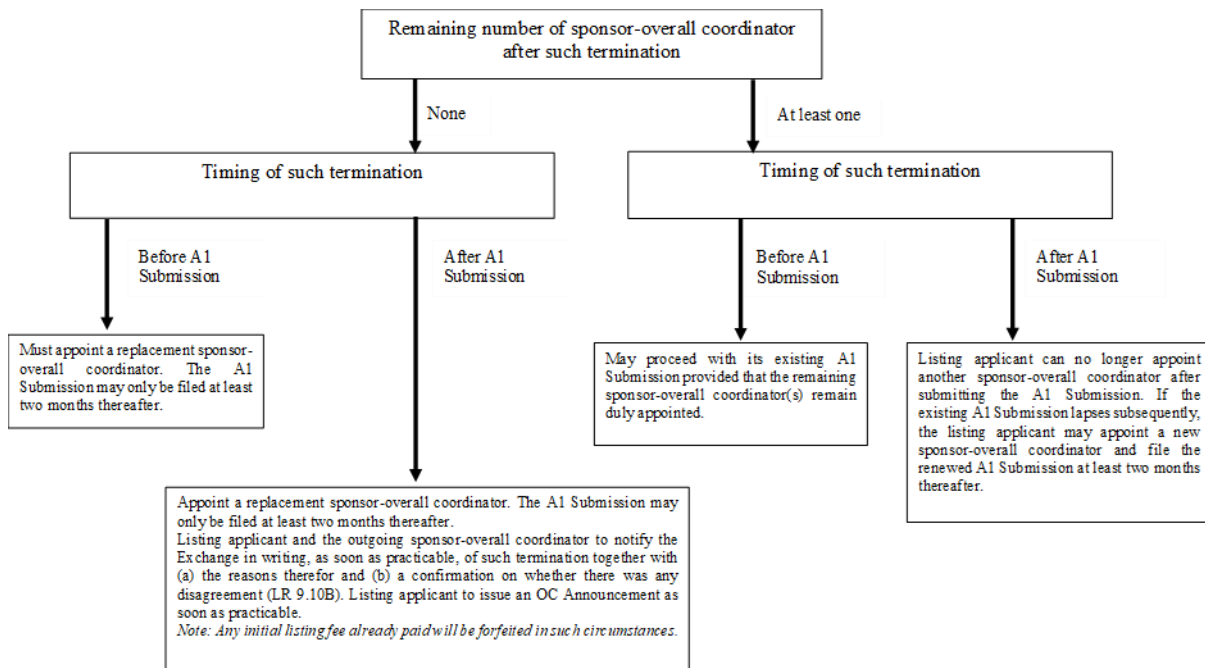 Remaining number of sponsor-overall coordinator
after such termination
None
At least one
Timing of such termination
Timing of such termination
Before A1
Submission
After A1
Submission
Before A1
Submission
After A1
Submission
Must appoint a replacement sponsor-
overall coordinator. The A1
Submission may only be filed at least
two months thereafter.
May proceed with its existing A1
Submission provided that the remaining
sponsor-overall coordinator(s) remain
duly appointed.
Listing applicant can no longer appoint
another sponsor-overall coordinator after
submitting the A1 Submission. If the
existing A1 Submission lapses subsequently,
the listing applicant may appoint a new
sponsor-overall coordinator and file the
renewed A1 Submission at least two months
thereafter.
Appoint a replacement sponsor-overall coordinator. The A1 Submission may
only be filed at least two months thereafter.
Listing applicant and the outgoing sponsor-overall coordinator to notify the
Exchange in writing, as soon as practicable, of such termination together with
(a) the reasons therefor and (b) a confirmation on whether there was any
disagreement (LR 9.10B). Listing applicant to issue an OC Announcement as
soon as practicable.
Note: Any initial listing fee already paid will be forfeited in such circumstances.